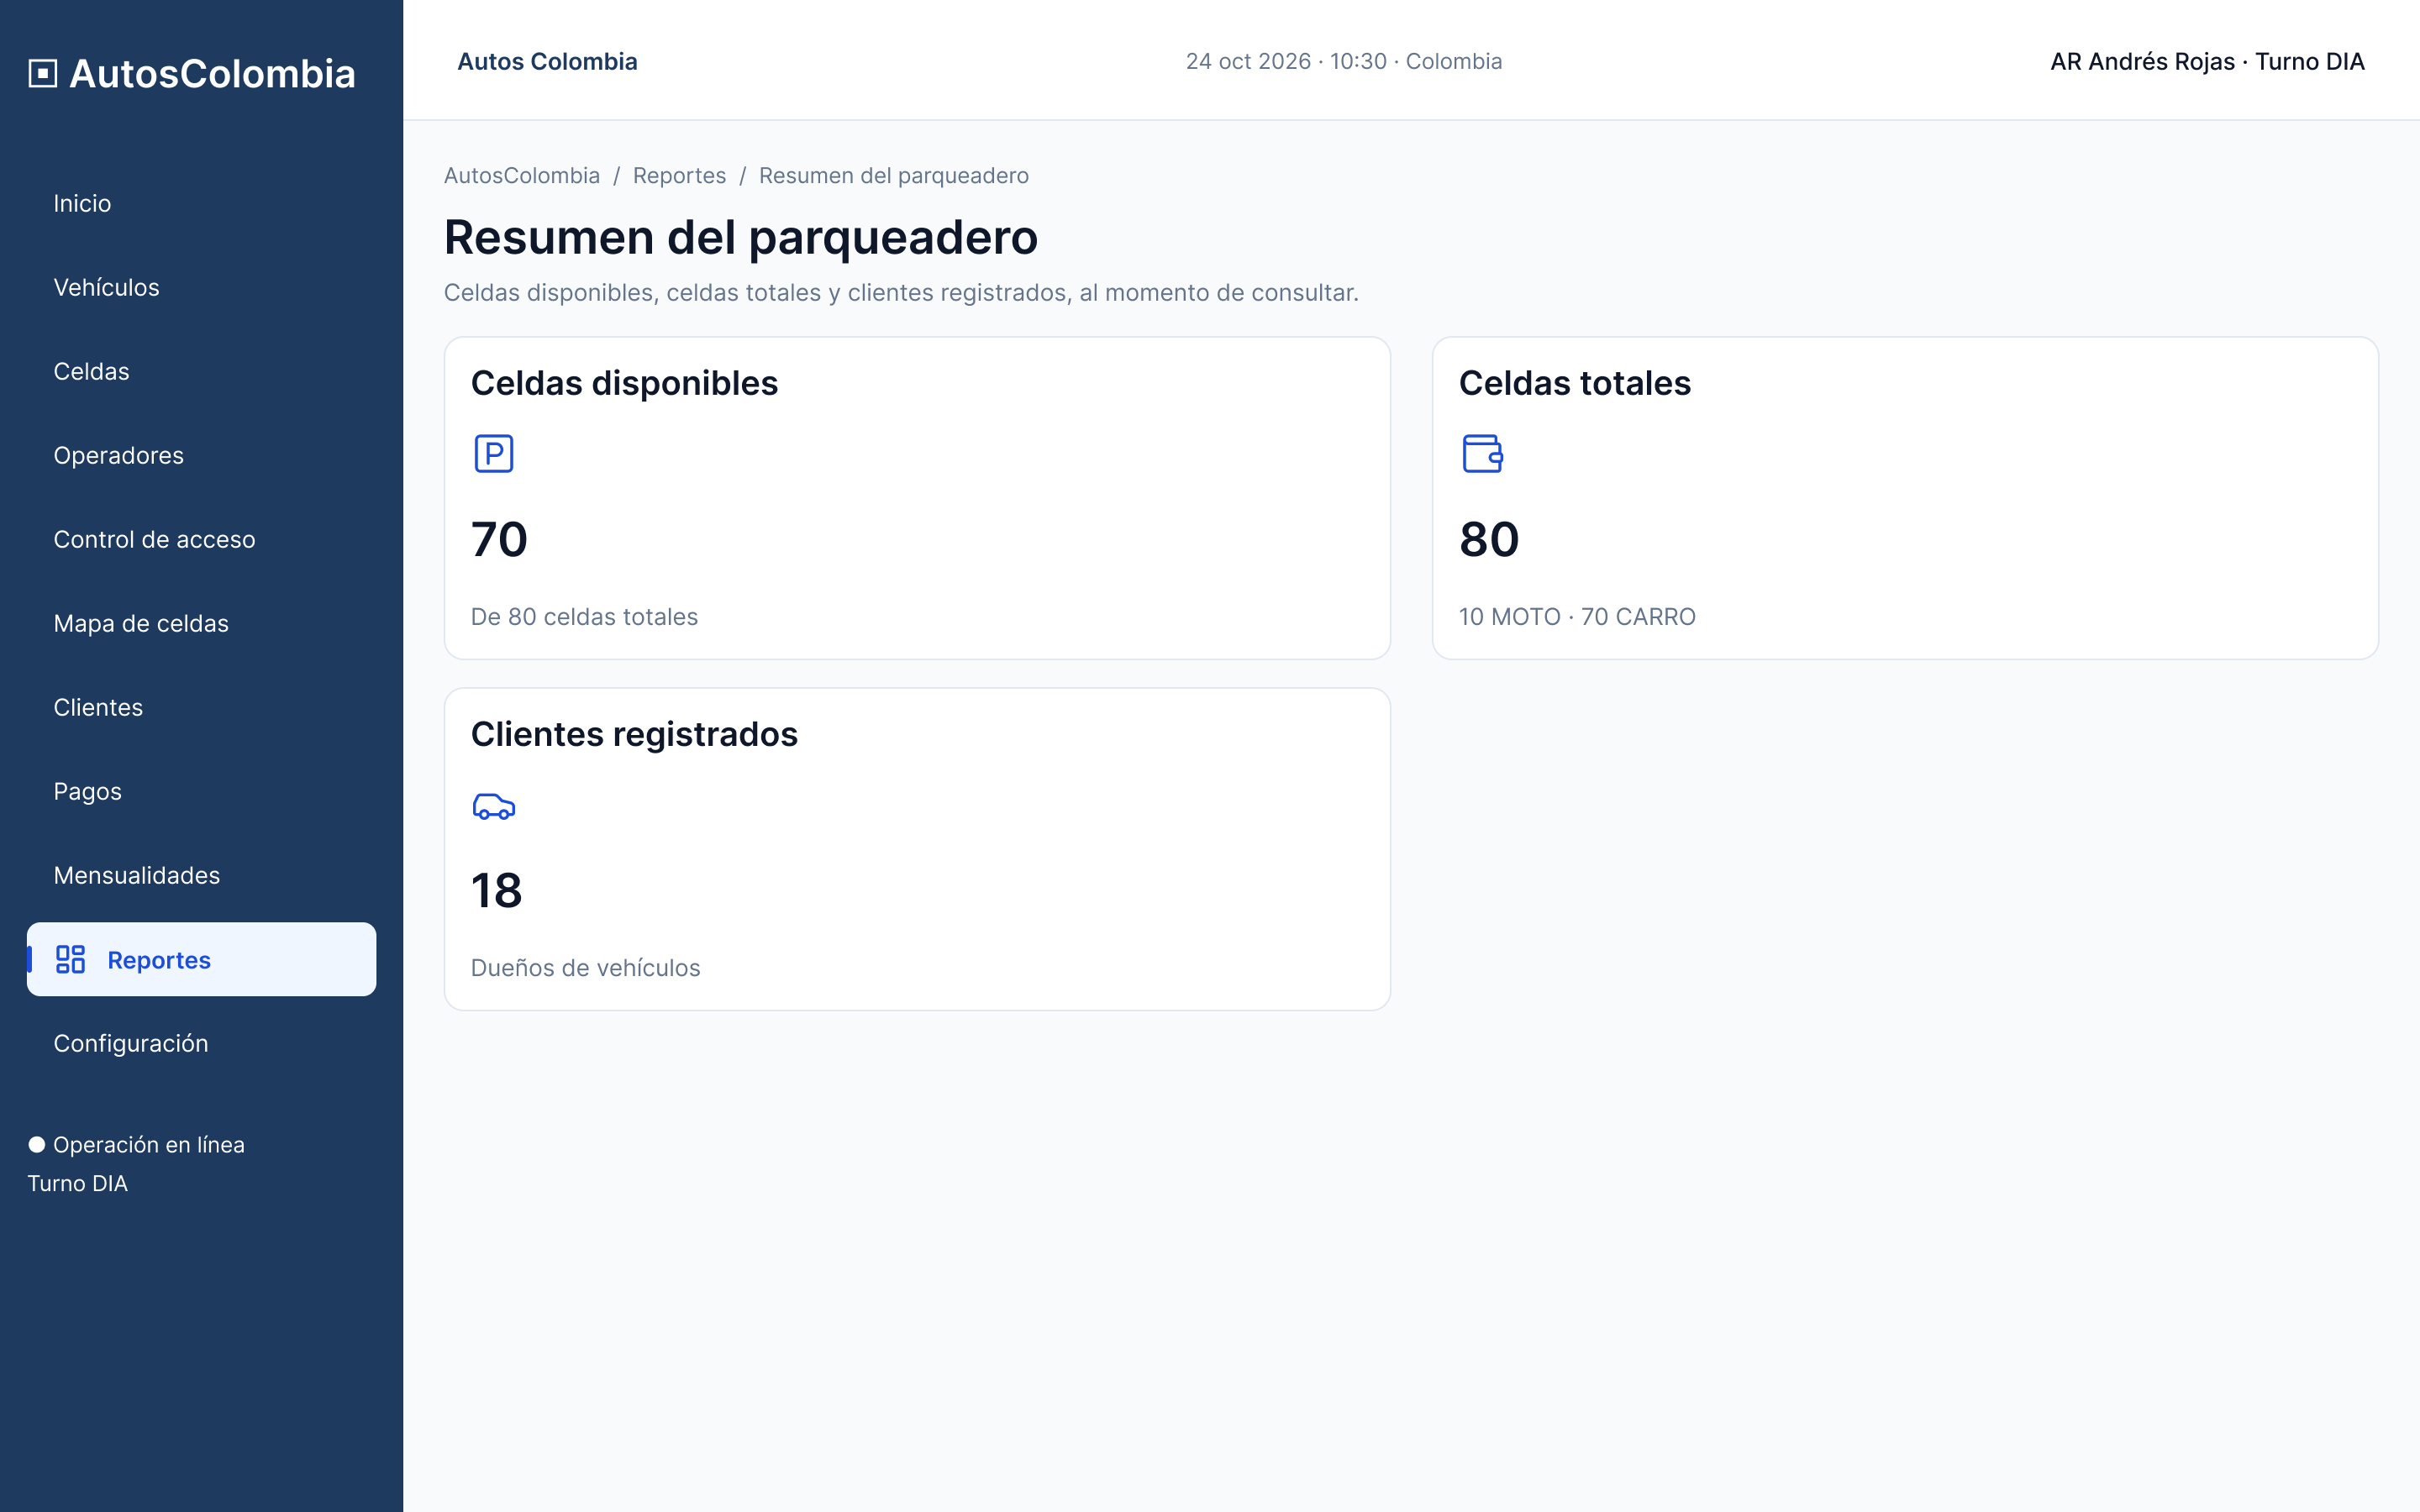 AutosColombia
Inicio
Vehículos
Celdas
Operadores
Control de acceso
Mapa de celdas
Clientes
Pagos
Mensualidades
Reportes
Configuración
Operación en línea
Turno DIA
Autos Colombia
24 oct 2026 · 10:30 · Colombia
AR Andrés Rojas · Turno DIA
AutosColombia / Reportes / Resumen del parqueadero
Resumen del parqueadero
Celdas disponibles, celdas totales y clientes registrados, al momento de consultar.
Celdas disponibles
P
70
De 80 celdas totales
Celdas totales
80
10 MOTO · 70 CARRO
Clientes registrados
18
Dueños de vehículos